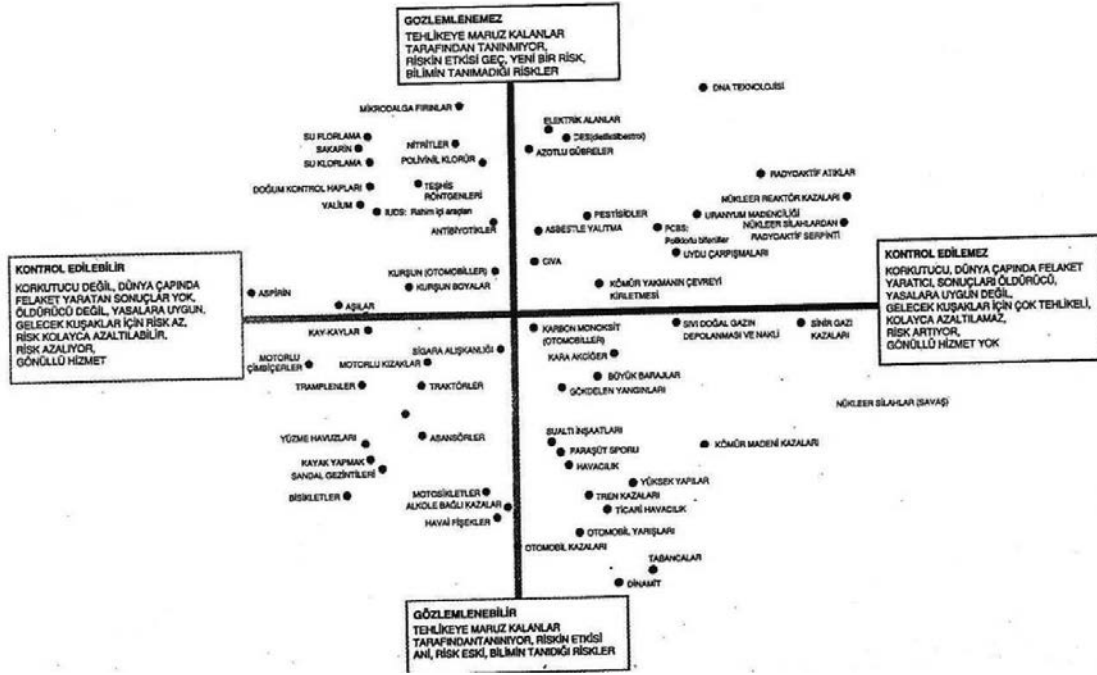 GÖZLEMLENEMEZ
TEHLİKEYE MARUZ KALANLAR
TARAFINDAN TANINMIYOR,
RİSKİN ETKİSİ GEÇ, YENİ BİR RİSK,
BİLİMİN TANIMADIĞI RİSKLER
DNA TEKNOLOJİSİ
MİKRODALGA FIRINLAR
ELEKTRİK ALANLAR
SU FLORLAMA
SAKARİN
SU KLORLAMA
NİTRİTLER
POLİVİNİL KLORÜR
AZOTLU GÜBRELER
DOĞUM KONTROL HAPLARI
TEŞHİS
RÖNTGENLERİ
VALİUM
IUDS: Rahim içi araçları
ANTİBİYOTİKLER
RADYOAKTİF ATIKLAR
NÜKLEER REAKTÖR KAZALARI
PESTİSİDLER
URANYUM MADENCİLİĞİ
ASBESTLE YALITMA
PCBS:
Poliklorlu bifeniller
NÜKLEER SİLAHLARDAN
RADYOAKTİF SERPİNTİ
UYDU ÇARPIŞMALARI
CIVA
KONTROL EDİLEBİLİR
KORKUTUCU DEĞİL, DÜNYA ÇAPINDA
FELAKET YARATAN SONUÇLAR YOK,
ÖLDÜRÜCÜ DEĞİL, YASALARA UYGUN,
GELECEK KUŞAKLAR İÇİN RİSK AZ,
RİSK KOLAYCA AZALTILABİLİR.
RİSK AZALIYOR,
GÖNÜLLÜ HİZMET
KURŞUN (OTOMOBİLLER)
KURŞUN BOYALAR
ASPİRİN
AŞILAR
KÖMÜR YAKMANIN ÇEVREYİ
KİRLETMESİ
KONTROL EDİLEMEZ
KORKUTUCU, DÜNYA ÇAPINDA FELAKET
YARATICI, SONUÇLARI ÖLDÜRÜCÜ,
YASALARA UYGUN DEĞİL,
GELECEK KUŞAKLAR İÇİN ÇOK TEHLİKELİ,
KOLAYCA AZALTILAMAZ,
RİSK ARTIYOR,
GÖNÜLLÜ HİZMET YOK
KAY-KAYLAR
SİGARA ALIŞKANLIĞI
MOTORLU
ÇİMBİÇERLER
MOTORLU KIZAKLAR
TRAMPLENLER
TRAKTÖRLER
KARBON MONOKSİT
(OTOMOBİLLER)
SIVI DOĞAL GAZIN
DEPOLANMASI VE NAKLİ
SİNİR GAZI
KAZALARI
KARA AKCİĞER
BÜYÜK BARAJLAR
GÖKDELEN YANGINLARI
NÜKLEER SİLAHLAR (SAVAŞ)
YÜZME HAVUZLARI
ASANSÖRLER
KAYAK YAPMAK
SANDAL GEZİNTİLERİ
BİSİKLETLER
MOTOSİKLETLER
ALKOLE BAĞLI KAZALAR
HAVAİ FİŞEKLER
SUALTI İNŞAATLARI
PARAŞÜT SPORU
HAVACILIK
KÖMÜR MADENİ KAZALARI
YÜKSEK YAPILAR
TREN KAZALARI
TİCARİ HAVACILIK
OTOMOBİL YARIŞLARI
OTOMOBİL KAZALARI
TABANCALAR
DİNAMİT
GÖZLEMLENEBİLİR
TEHLİKEYE MARUZ KALANLAR
TARAFINDANTANINIYOR, RİSKİN ETKİSİ
ANİ, RİSK ESKİ, BİLİMİN TANIDIĞI RİSKLER